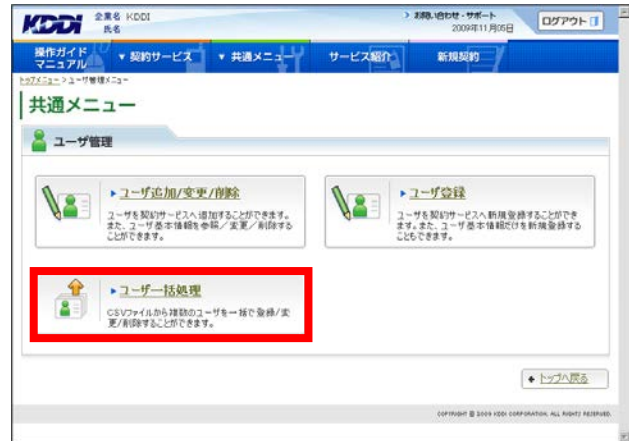 KDDI 企業名 KDDI
氏名
お問い合わせ・サポート
2009年11月05日
ログアウト
操作ガイド
マニュアル
▼ 契約サービス
▼ 共通メニュー
サービス紹介
新規契約
トップメニュー > ユーザ管理メニュー
共通メニュー
ユーザ管理
ユーザ追加/変更/削除
ユーザを契約サービスへ追加することができます。
また、ユーザ基本情報を参照／変更／削除する
ことができます。
ユーザ登録
ユーザを契約サービスへ新規登録することができ
ます。また、ユーザ基本情報だけを新規登録する
こともできます。
ユーザ一括処理
CSVファイルから複数のユーザを一括で登録/変
更/削除することができます。
トップへ戻る
COPYRIGHT © 2009 KDDI CORPORATION, ALL RIGHTS RESERVED.